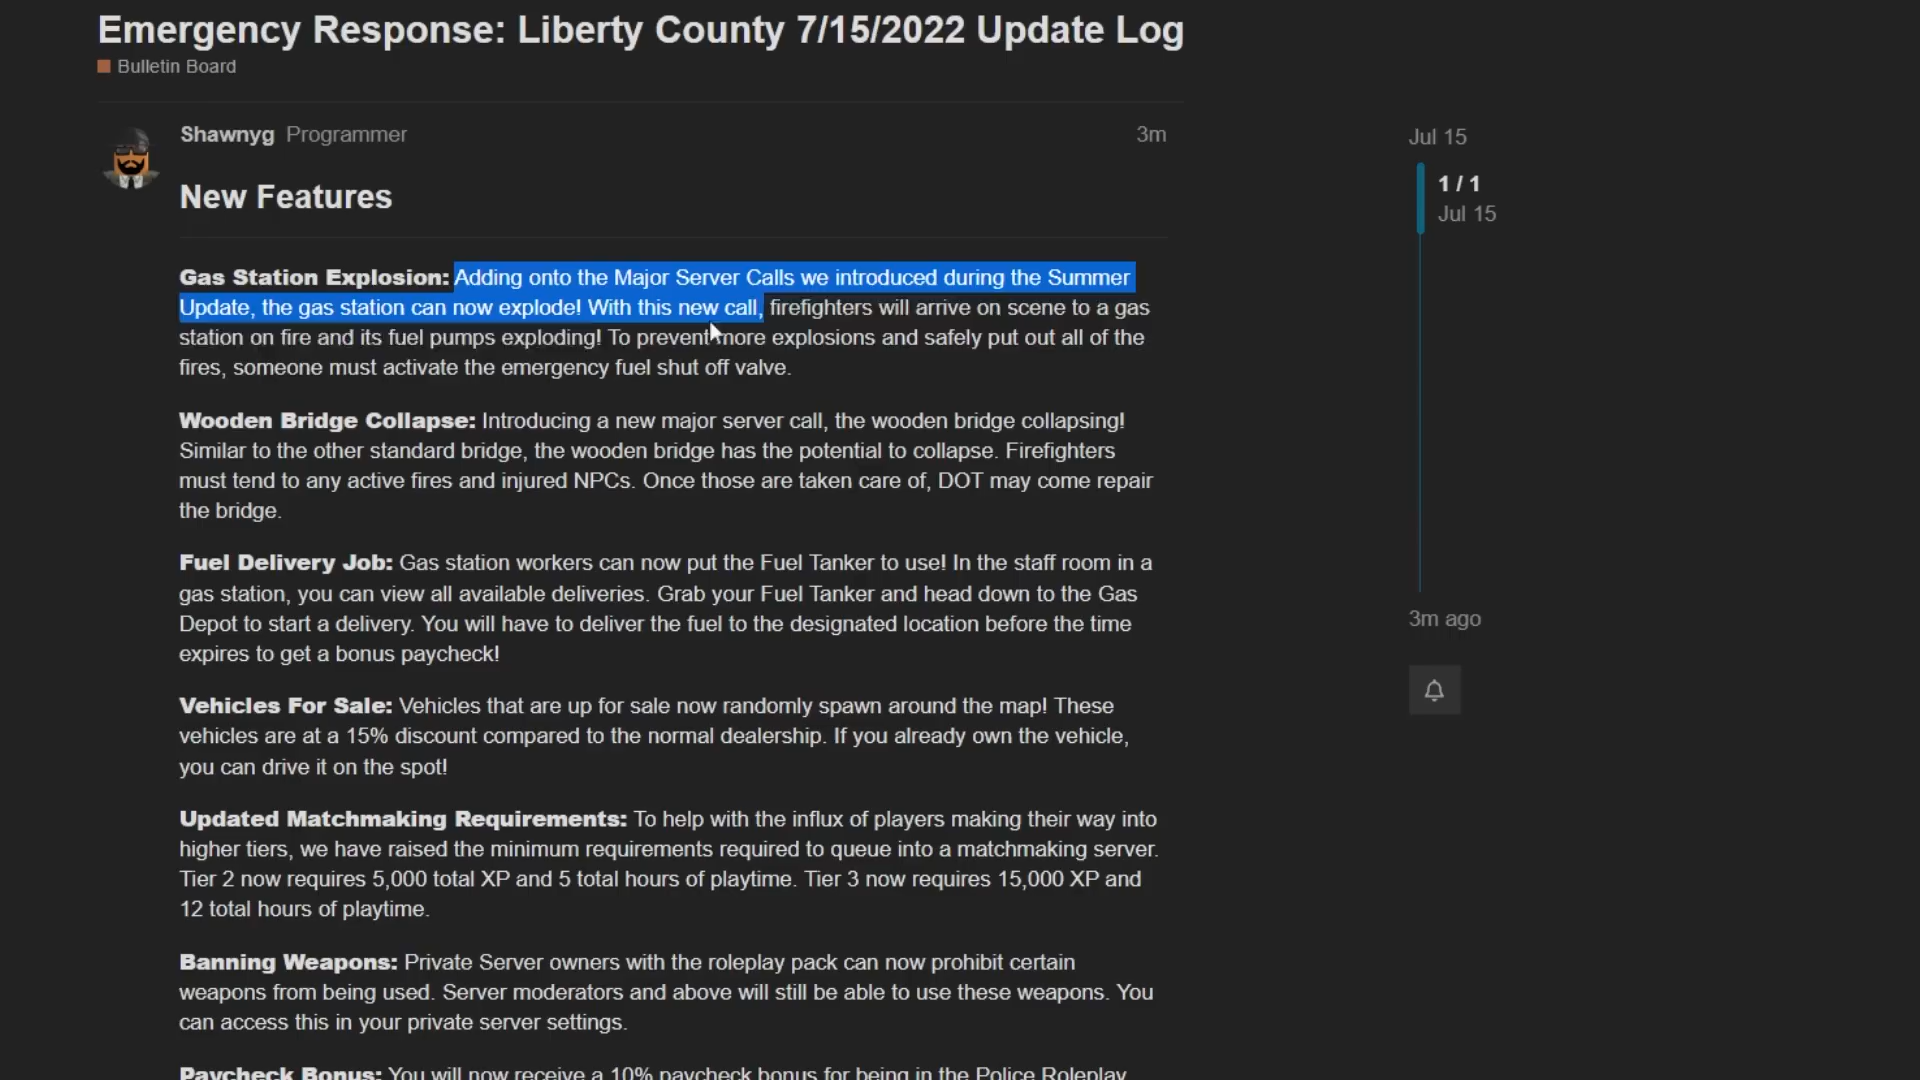 Emergency Response: Liberty County 7/15/2022 Update Log
Bulletin Board
Shawnyg Programmer 3m
Jul 15
1 / 1
Jul 15
New Features
Gas Station Explosion: Adding onto the Major Server Calls we introduced during the Summer
Update, the gas station can now explode! With this new call, firefighters will arrive on scene to a gas
station on fire and its fuel pumps exploding! To prevent more explosions and safely put out all of the
fires, someone must activate the emergency fuel shut off valve.
Wooden Bridge Collapse: Introducing a new major server call, the wooden bridge collapsing!
Similar to the other standard bridge, the wooden bridge has the potential to collapse. Firefighters
must tend to any active fires and injured NPCs. Once those are taken care of, DOT may come repair
the bridge.
Fuel Delivery Job: Gas station workers can now put the Fuel Tanker to use! In the staff room in a
gas station, you can view all available deliveries. Grab your Fuel Tanker and head down to the Gas
Depot to start a delivery. You will have to deliver the fuel to the designated location before the time
expires to get a bonus paycheck!
3m ago
Vehicles For Sale: Vehicles that are up for sale now randomly spawn around the map! These
vehicles are at a 15% discount compared to the normal dealership. If you already own the vehicle,
you can drive it on the spot!
Updated Matchmaking Requirements: To help with the influx of players making their way into
higher tiers, we have raised the minimum requirements required to queue into a matchmaking server.
Tier 2 now requires 5,000 total XP and 5 total hours of playtime. Tier 3 now requires 15,000 XP and
12 total hours of playtime.
Banning Weapons: Private Server owners with the roleplay pack can now prohibit certain
weapons from being used. Server moderators and above will still be able to use these weapons. You
can access this in your private server settings.
Paycheck Bonus: You will now receive a 10% paycheck bonus for being in the Police Roleplay